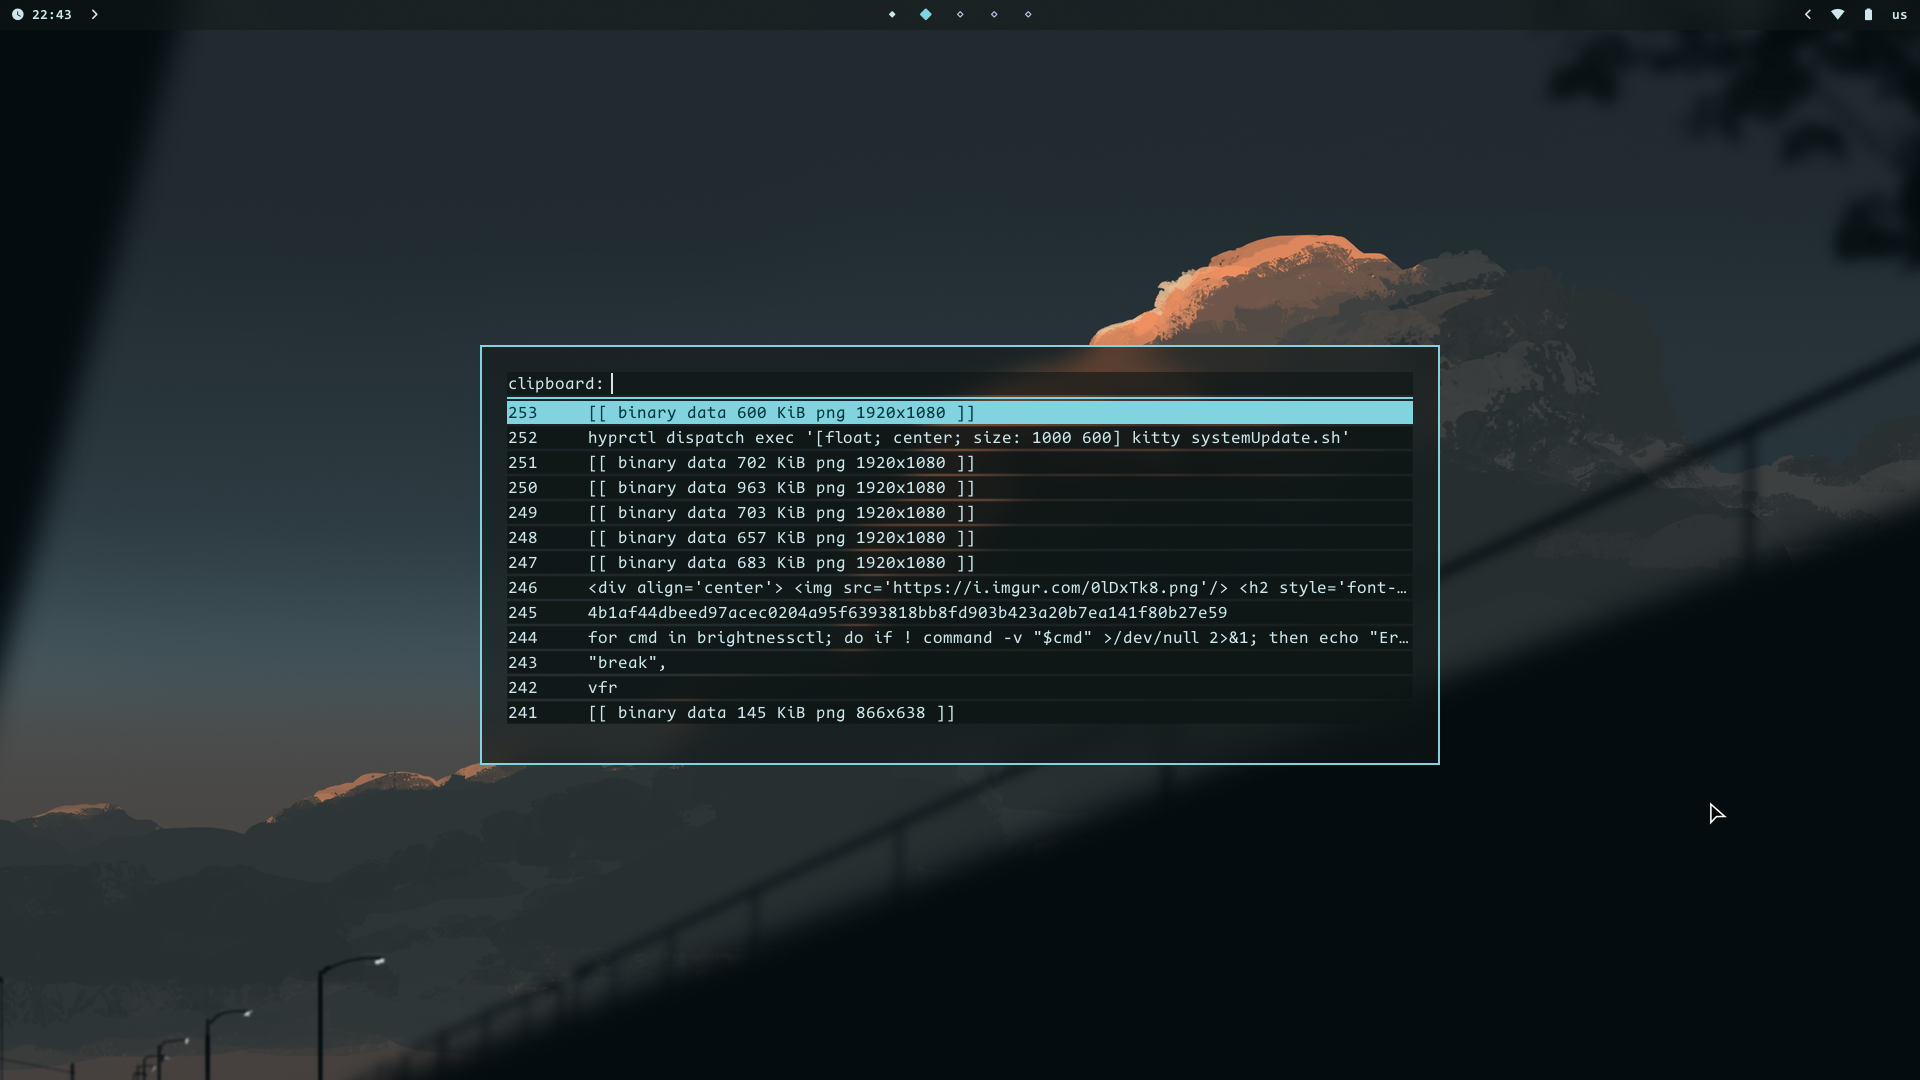 22:43
us
clipboard:
253 [[ binary data 600 KiB png 1920x1080 ]]
252 hyprctl dispatch exec '[float; center; size: 1000 600] kitty systemUpdate.sh'
251 [[ binary data 702 KiB png 1920x1080 ]]
250 [[ binary data 963 KiB png 1920x1080 ]]
249 [[ binary data 703 KiB png 1920x1080 ]]
248 [[ binary data 657 KiB png 1920x1080 ]]
247 [[ binary data 683 KiB png 1920x1080 ]]
246 <div align='center'> <img src='https://i.imgur.com/0lDxTk8.png'/> <h2 style='font-…
245 4b1af44dbeed97acec0204a95f6393818bb8fd903b423a20b7ea141f80b27e59
244 for cmd in brightnessctl; do if ! command -v "$cmd" >/dev/null 2>&1; then echo "Er…
243 "break",
242 vfr
241 [[ binary data 145 KiB png 866x638 ]]